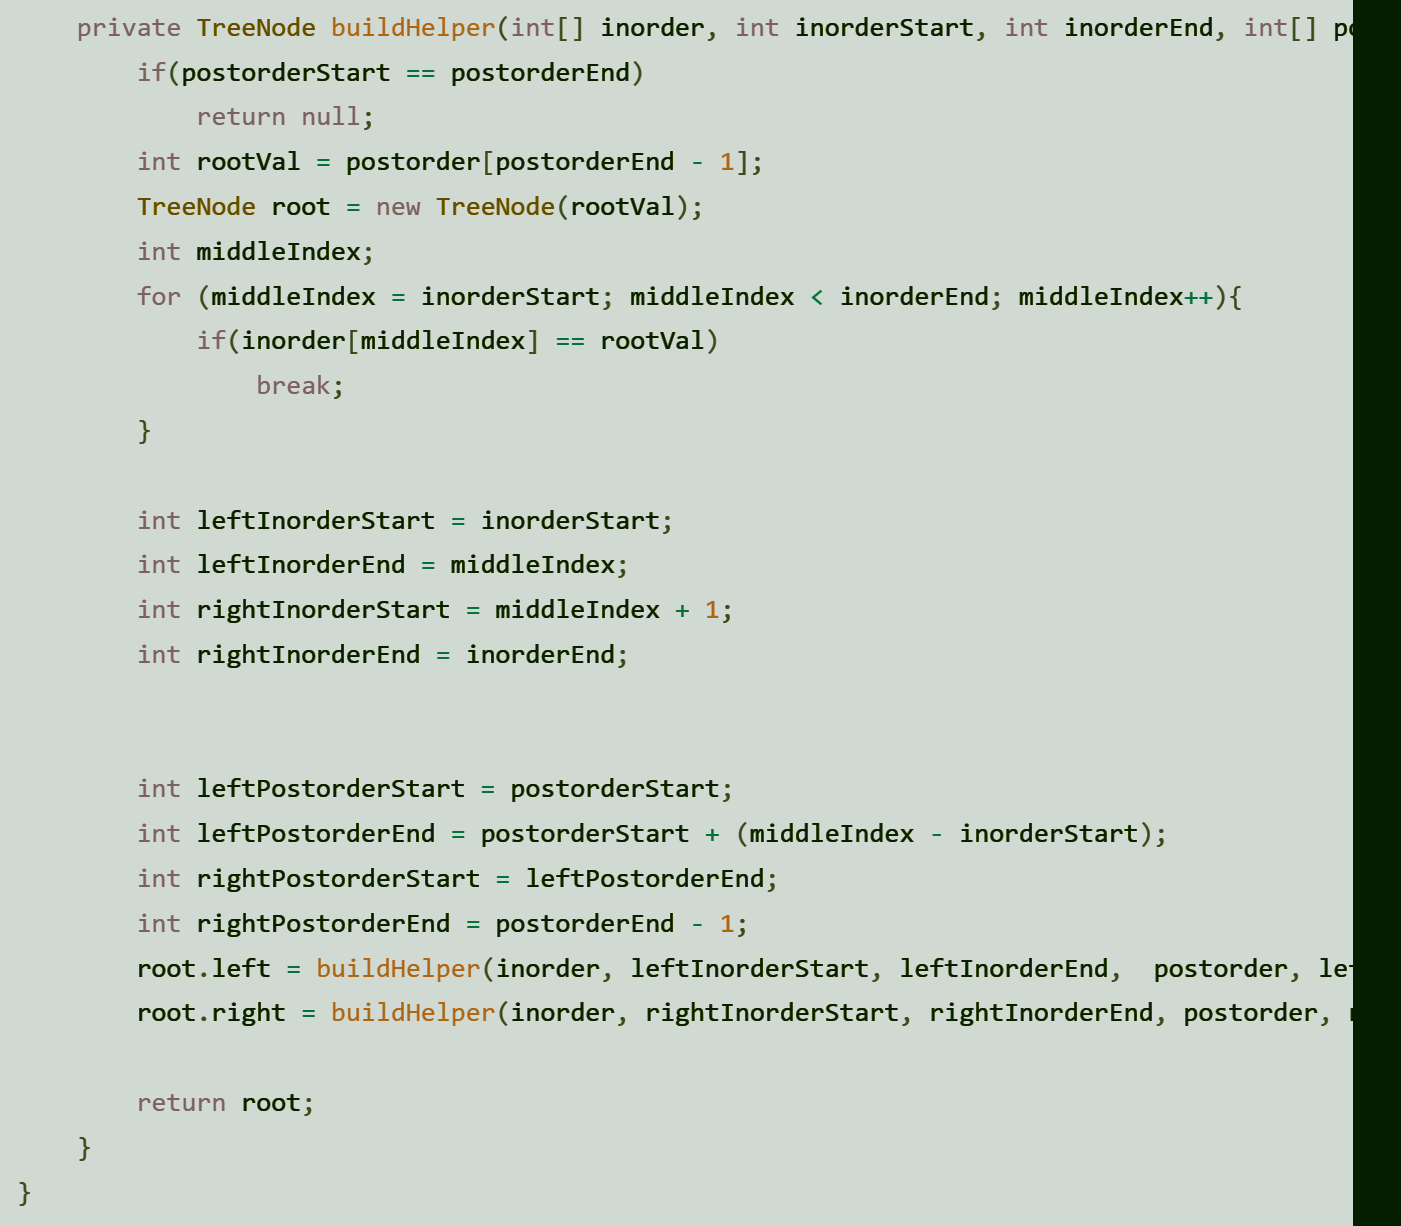 private TreeNode buildHelper(int[] inorder, int inorderStart, int inorderEnd, int[]
if(postorderStart == postorderEnd)
return null;
int rootVal = postorder[postorderEnd - 1];
TreeNode root = new TreeNode(rootVal);
int middleIndex;
for (middleIndex = inorderStart; middleIndex < inorderEnd; middleIndex++){
if(inorder[middleIndex] == rootVal)
break;
}
int leftInorderStart = inorderStart;
int leftInorderEnd = middleIndex;
int rightInorderStart = middleIndex + 1;
int rightInorderEnd = inorderEnd;
int leftPostorderStart = postorderStart;
int leftPostorderEnd = postorderStart + (middleIndex - inorderStart);
int rightPostorderStart = leftPostorderEnd;
int rightPostorderEnd = postorderEnd - 1;
root.left = buildHelper(inorder, leftInorderStart, leftInorderEnd,  postorder,
root.right = buildHelper(inorder, rightInorderStart, rightInorderEnd, postorder,
return root;
}
}